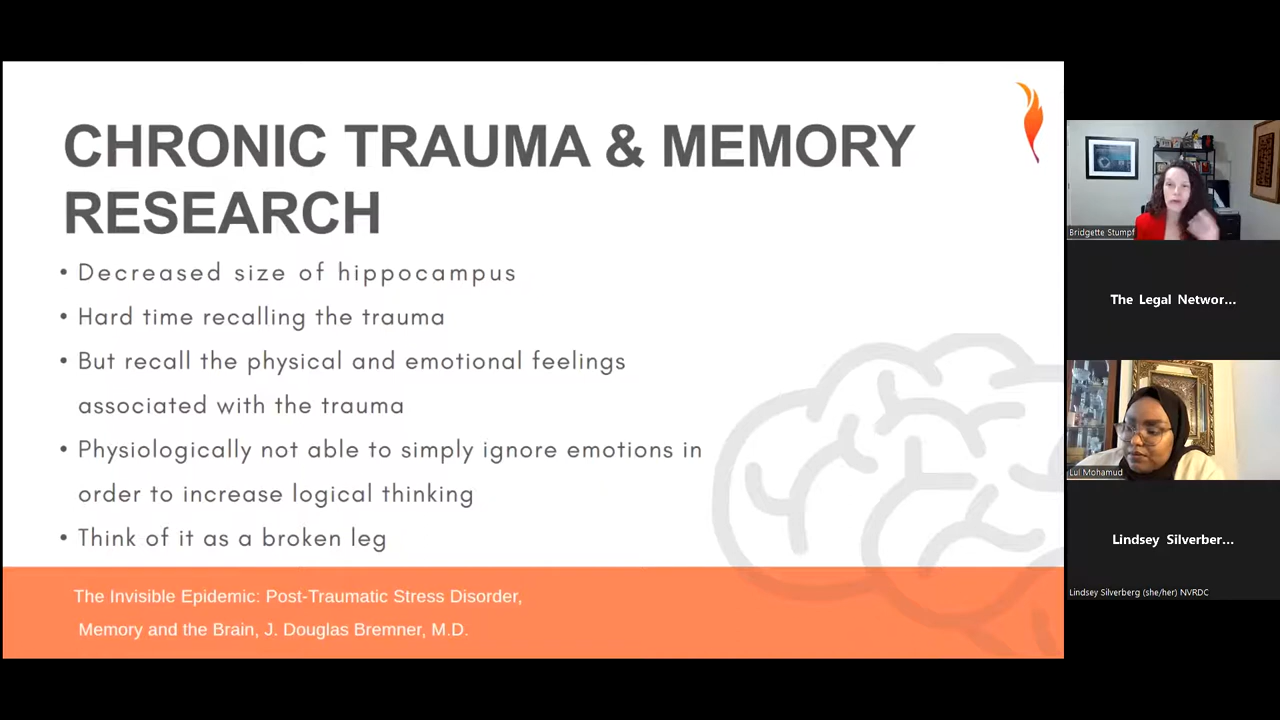 CHRONIC TRAUMA & MEMORY
RESEARCH
• Decreased size of hippocampus
• Hard time recalling the trauma
• But recall the physical and emotional feelings
associated with the trauma
• Physiologically not able to simply ignore emotions in
order to increase logical thinking
• Think of it as a broken leg
The Invisible Epidemic: Post-Traumatic Stress Disorder,
Memory and the Brain, J. Douglas Bremner, M.D.
Bridgette Stumpf
The Legal Networ...
Lul Mohamud
Lindsey Silverber...
Lindsey Silverberg (she/her) NVRDC